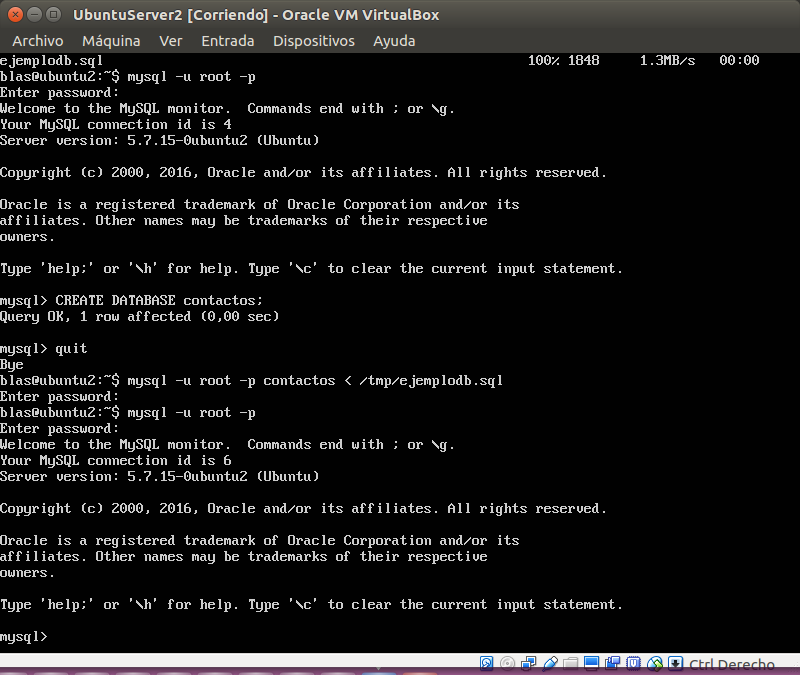 UbuntuServer2 [Corriendo] - Oracle VM VirtualBox
Archivo Máquina Ver Entrada Dispositivos Ayuda
ejemplodb.sql 100% 1848 1.3MB/s 00:00
blas@ubuntu2:~$ mysql -u root -p
Enter password:
Welcome to the MySQL monitor.  Commands end with ; or \g.
Your MySQL connection id is 4
Server version: 5.7.15-0ubuntu2 (Ubuntu)
Copyright (c) 2000, 2016, Oracle and/or its affiliates. All rights reserved.
Oracle is a registered trademark of Oracle Corporation and/or its
affiliates. Other names may be trademarks of their respective
owners.
Type 'help;' or '\h' for help. Type '\c' to clear the current input statement.
mysql> CREATE DATABASE contactos;
Query OK, 1 row affected (0,00 sec)
mysql> quit
Bye
blas@ubuntu2:~$ mysql -u root -p contactos < /tmp/ejemplodb.sql
Enter password:
blas@ubuntu2:~$ mysql -u root -p
Enter password:
Welcome to the MySQL monitor.  Commands end with ; or \g.
Your MySQL connection id is 6
Server version: 5.7.15-0ubuntu2 (Ubuntu)
Copyright (c) 2000, 2016, Oracle and/or its affiliates. All rights reserved.
Oracle is a registered trademark of Oracle Corporation and/or its
affiliates. Other names may be trademarks of their respective
owners.
Type 'help;' or '\h' for help. Type '\c' to clear the current input statement.
mysql>
Ctrl Derecho